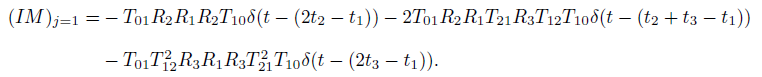 (IM)_{j=1} = − T_{01}R_2R_1R_2T_{10}δ(t − (2t_2 − t_1)) − 2T_{01}R_2R_1T_{21}R_3T_{12}T_{10}δ(t − (t_2 + t_3 − t_1))
− T_{01}T_{12}^2R_3R_1R_3T_{21}^2T_{10}δ(t − (2t_3 − t_1)).